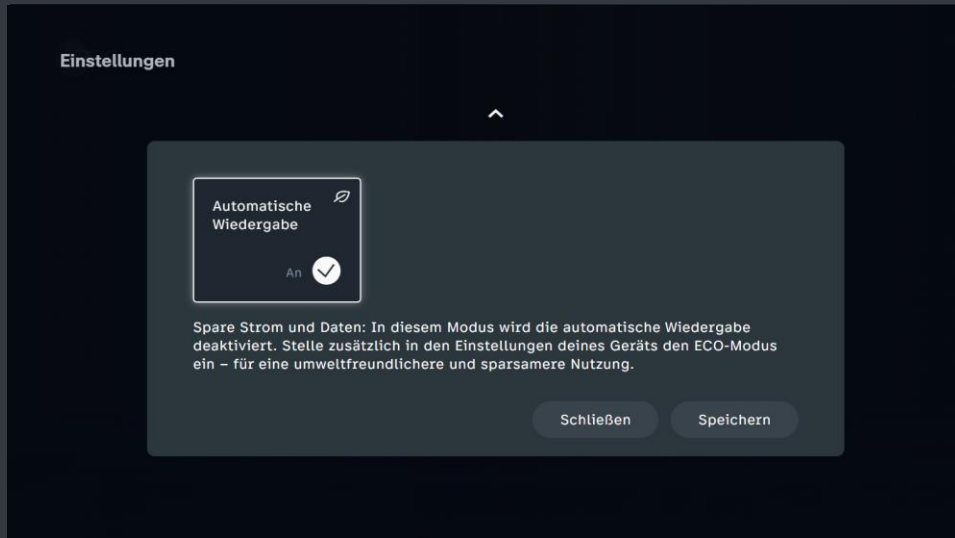 Einstellungen
Automatische
Wiedergabe
An
Spare Strom und Daten: In diesem Modus wird die automatische Wiedergabe
deaktiviert. Stelle zusätzlich in den Einstellungen deines Geräts den ECO-Modus
ein – für eine umweltfreundlichere und sparsamere Nutzung.
Schließen Speichern